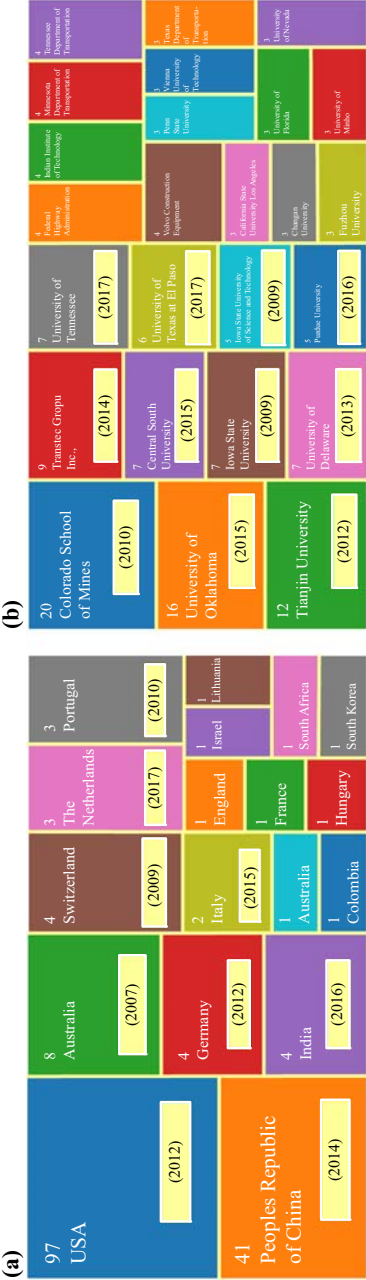 (a)
97
USA
(2012)
41
Peoples Republic
of China
(2014)
8
Australia
(2007)
4
Germany
(2012)
4
India
(2016)
4
Switzerland
(2009)
2
Italy
(2015)
1
Australia
1
Colombia
3
The
Netherlands
(2017)
3
Portugal
(2010)
1
England
1
France
1
Hungary
1
Israel
1
Lithuania
1
South Africa
1
South Korea
(b)
20
Colorado School
of Mines
(2010)
16
University of
Oklahoma
(2015)
12
Tianjin University
(2012)
9
Transtec Gropu
Inc.,
(2014)
7
Central South
University
(2015)
7
Iowa State
University
(2009)
7
University of
Delaware
(2013)
7
University of
Tennessee
(2017)
6
University of
Texas at El Paso
(2017)
5
Iowa State University
of Science and Technology
(2009)
5
Purdue University
(2016)
4
Federal
Highway
Administration
4
Indian Institute
of Technology
4
Minnesota
Department of
Transportation
4
Tennessee
Department of
Transportation
4
Volvo Construction
Equipment
3
Penn
State
University
3
Vienna
University
of
Technology
3
Texas
Department
of
Transporta-
tion
3
California State
University Los Angeles
3
Changan
University
3
Fuzhou
University
3
University of
Florida
3
University of
Minho
3
University
of Nevada